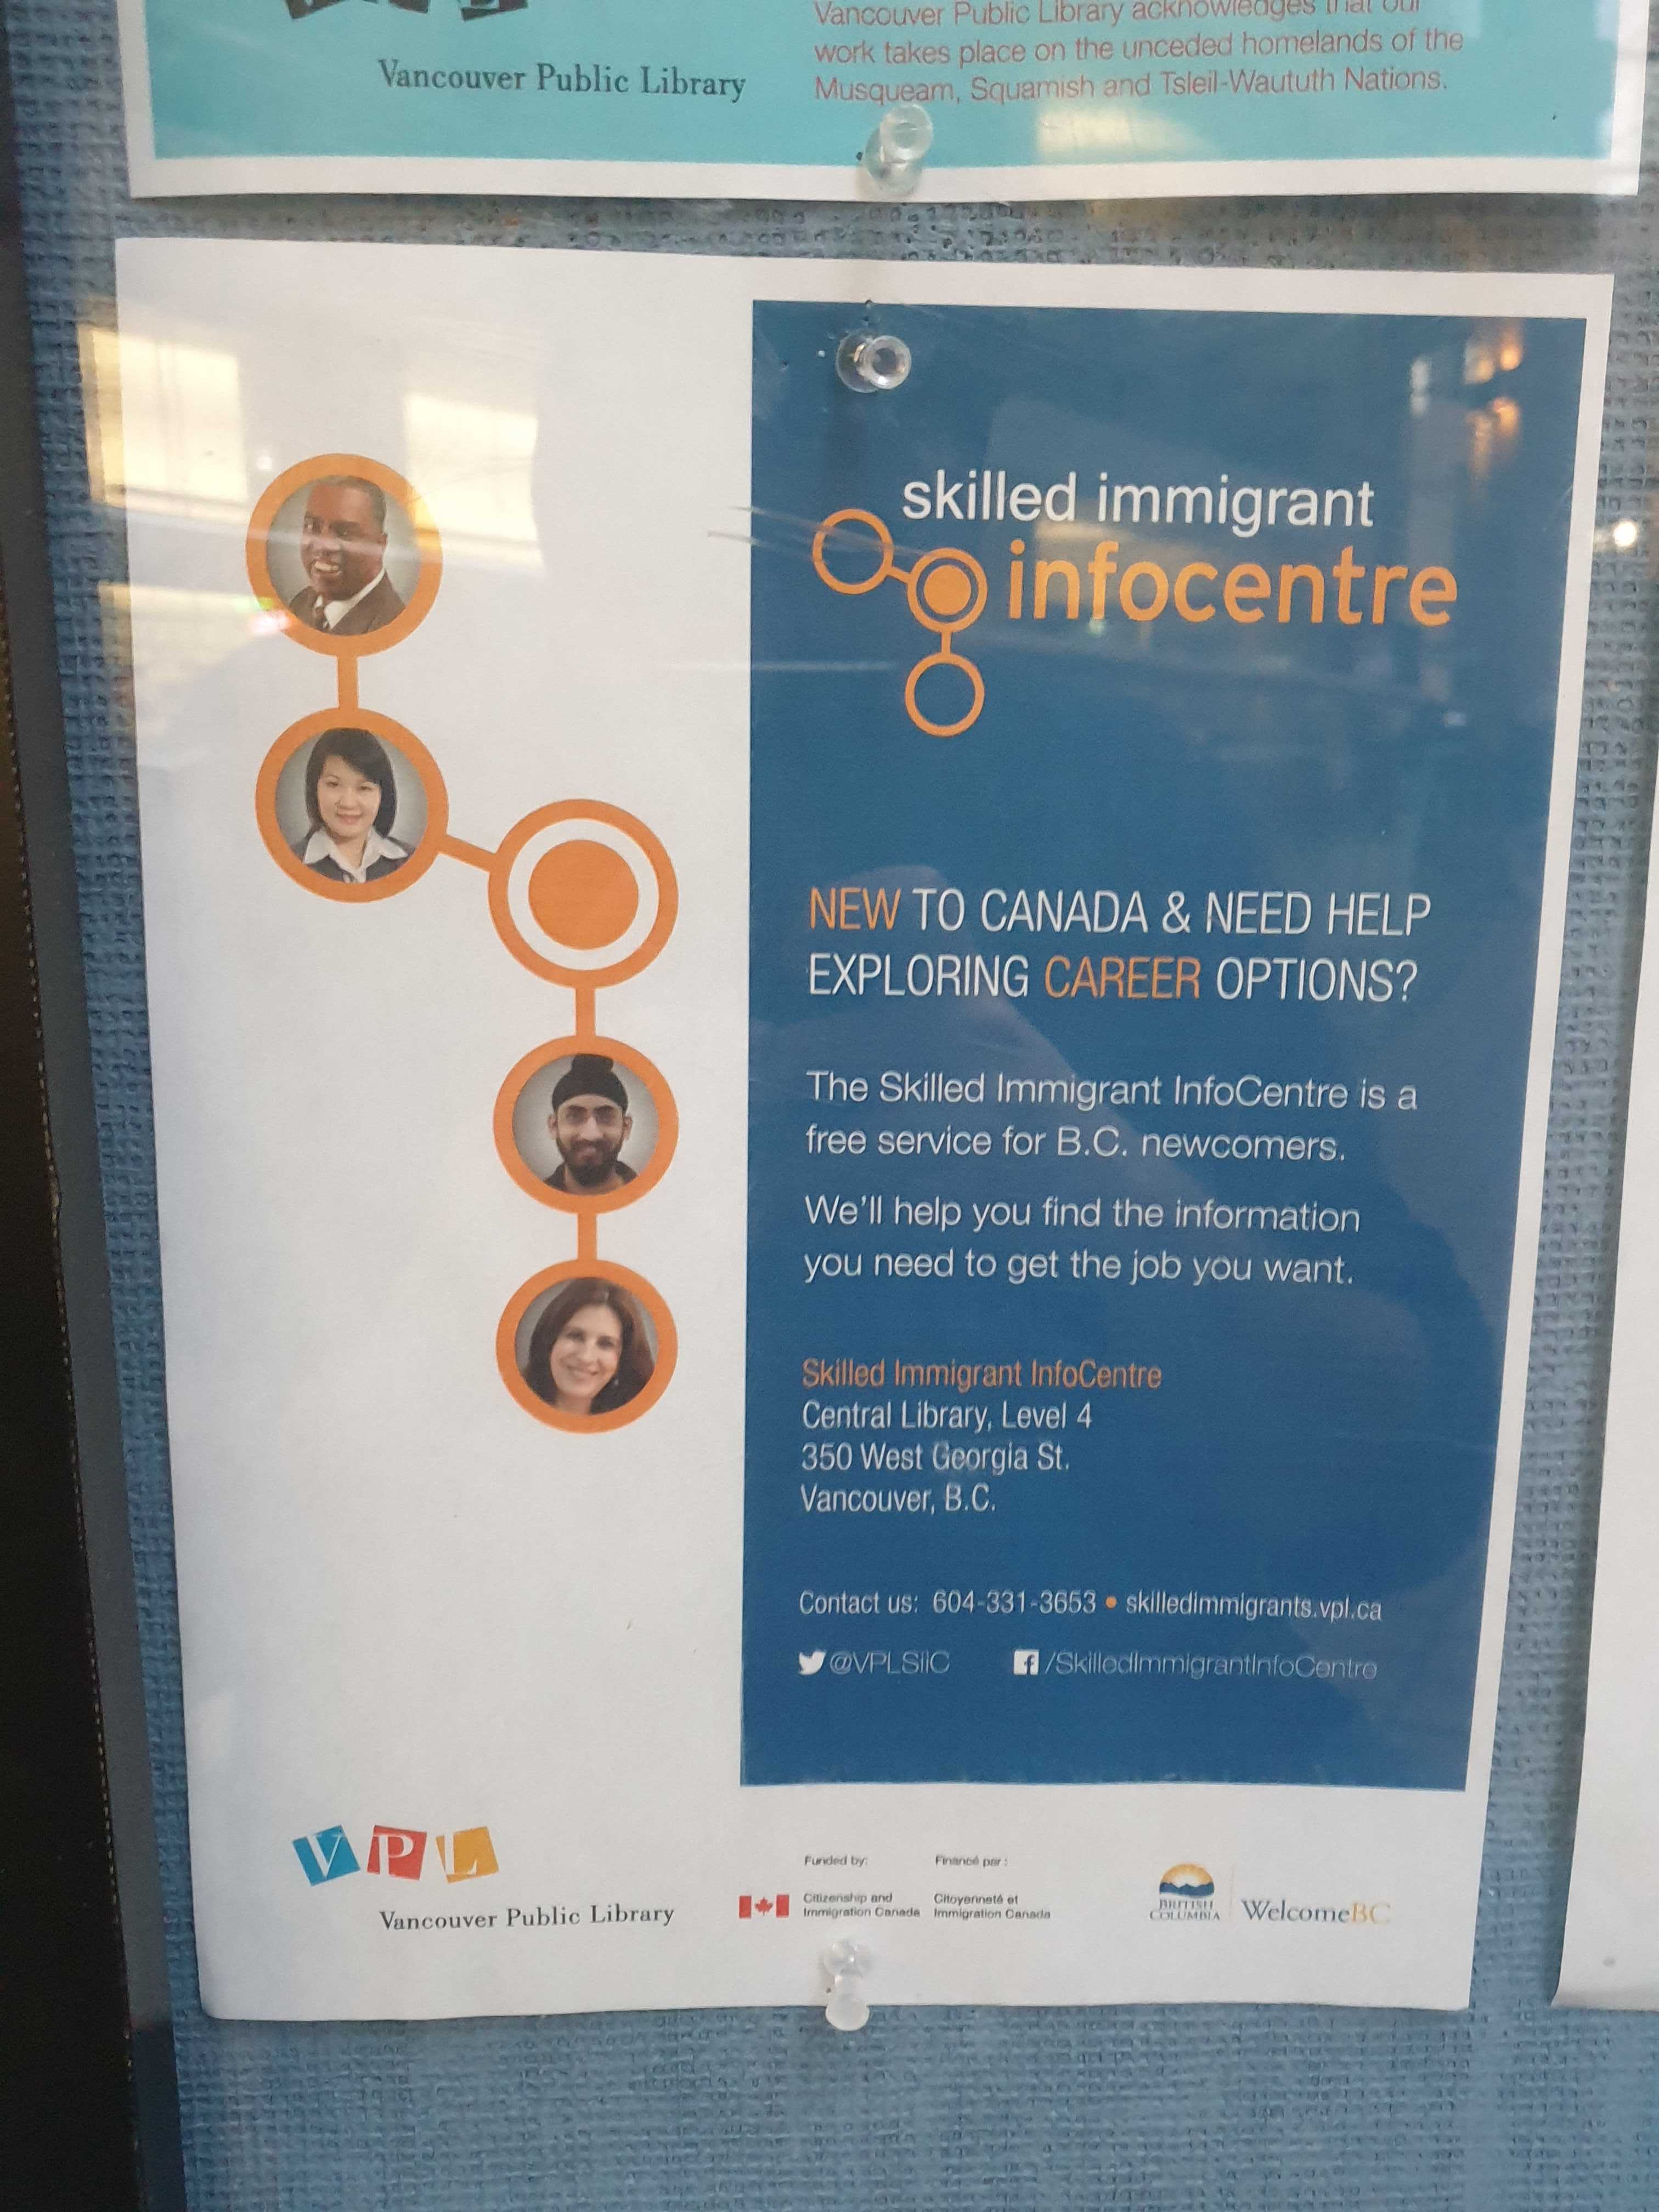 Vancouver Public Library acknowledges that our
work takes place on the unceded homelands of the
Musqueam, Squamish and Tsleil-Waututh Nations.
Vancouver Public Library
skilled immigrant
infocentre
NEW TO CANADA & NEED HELP
EXPLORING CAREER OPTIONS?
The Skilled Immigrant InfoCentre is a
free service for B.C. newcomers.
We'll help you find the information
you need to get the job you want.
Skilled Immigrant InfoCentre
Central Library, Level 4
350 West Georgia St.
Vancouver, B.C.
Contact us: 604-331-3653 • skilledimmigrants.vpl.ca
@VPLSIIC
/SkilledImmigrantInfoCentre
VPL
Vancouver Public Library
Funded by:
Citizenship and
Immigration Canada
Financé par :
Citoyenneté et
Immigration Canada
BRITISH
COLUMBIA
WelcomeBC